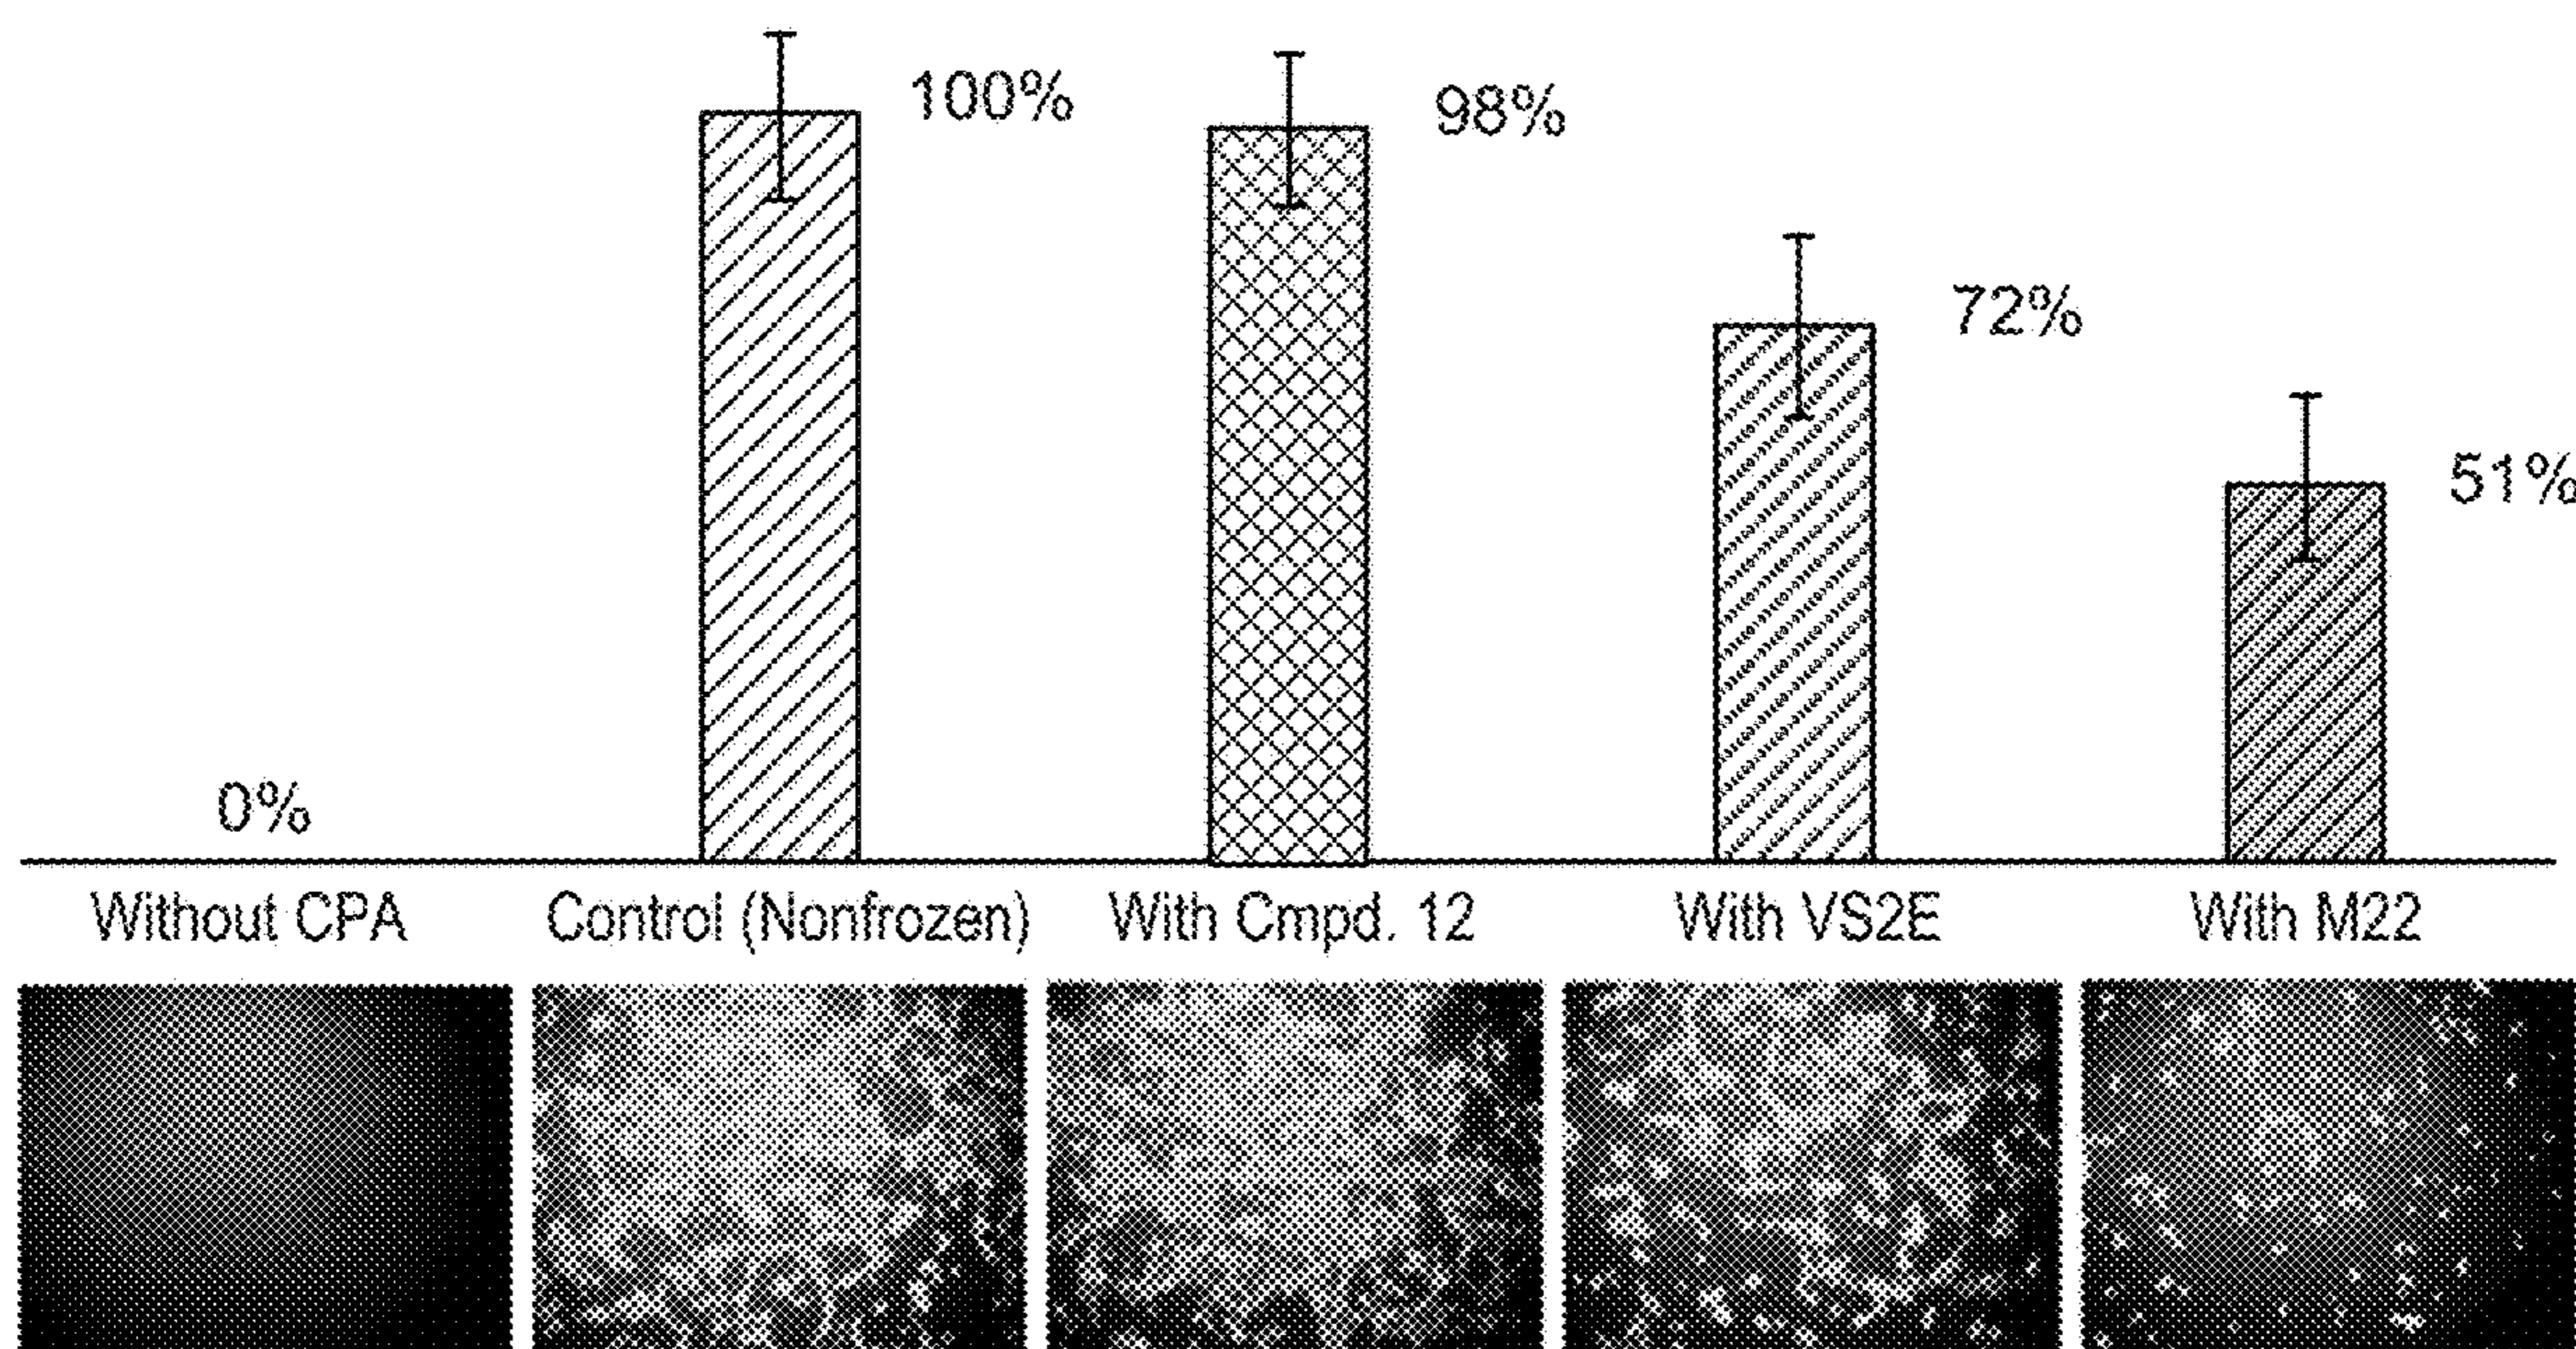 100%
98%
72%
51%
0%
Without CPA
Control (Nonfrozen)
With Cmpd. 12
With VS2E
With M22